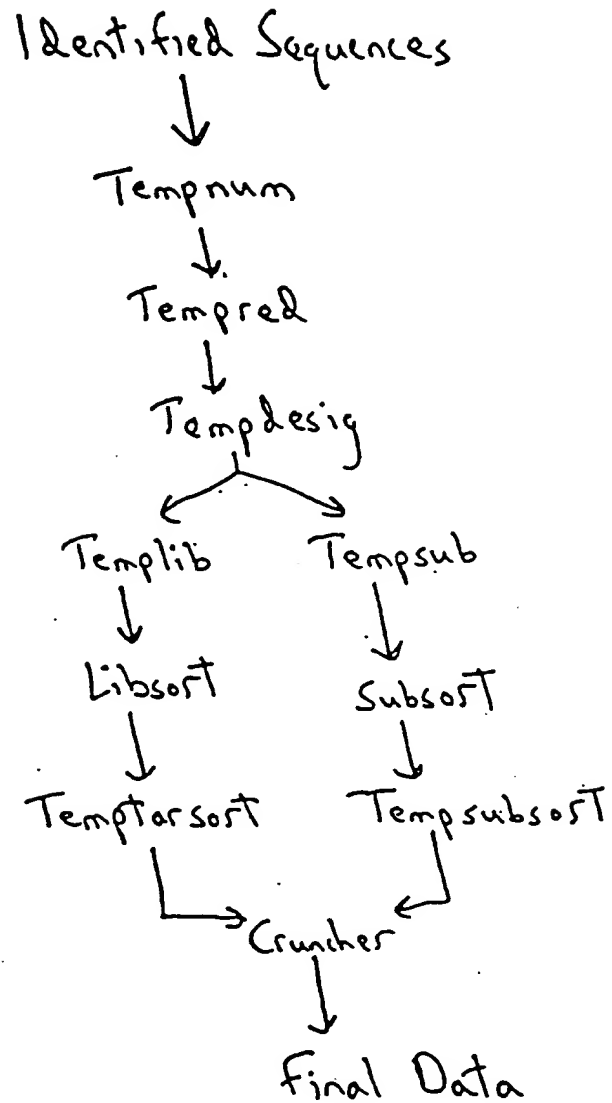 Identified Sequences
Tempnum
Tempred
Tempdesig
Templib Tempsub
Libsort Subsort
Temptarsort Tempsubsort
Cruncher
Final Data